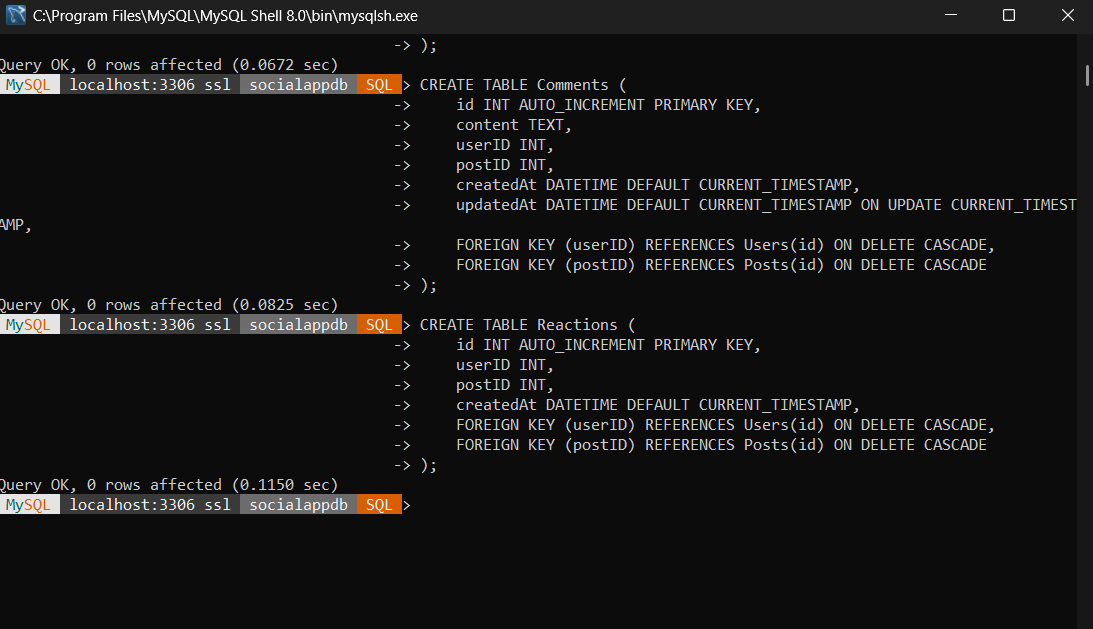 C:\Program Files\MySQL\MySQL Shell 8.0\bin\mysqlsh.exe
-> );
Query OK, 0 rows affected (0.0672 sec)
MySQL localhost:3306 ssl socialappdb SQL > CREATE TABLE Comments (
-> id INT AUTO_INCREMENT PRIMARY KEY,
-> content TEXT,
-> userID INT,
-> postID INT,
-> createdAt DATETIME DEFAULT CURRENT_TIMESTAMP,
-> updatedAt DATETIME DEFAULT CURRENT_TIMESTAMP ON UPDATE CURRENT_TIMEST
AMP,
-> FOREIGN KEY (userID) REFERENCES Users(id) ON DELETE CASCADE,
-> FOREIGN KEY (postID) REFERENCES Posts(id) ON DELETE CASCADE
-> );
Query OK, 0 rows affected (0.0825 sec)
MySQL localhost:3306 ssl socialappdb SQL > CREATE TABLE Reactions (
-> id INT AUTO_INCREMENT PRIMARY KEY,
-> userID INT,
-> postID INT,
-> createdAt DATETIME DEFAULT CURRENT_TIMESTAMP,
-> FOREIGN KEY (userID) REFERENCES Users(id) ON DELETE CASCADE,
-> FOREIGN KEY (postID) REFERENCES Posts(id) ON DELETE CASCADE
-> );
Query OK, 0 rows affected (0.1150 sec)
MySQL localhost:3306 ssl socialappdb SQL >